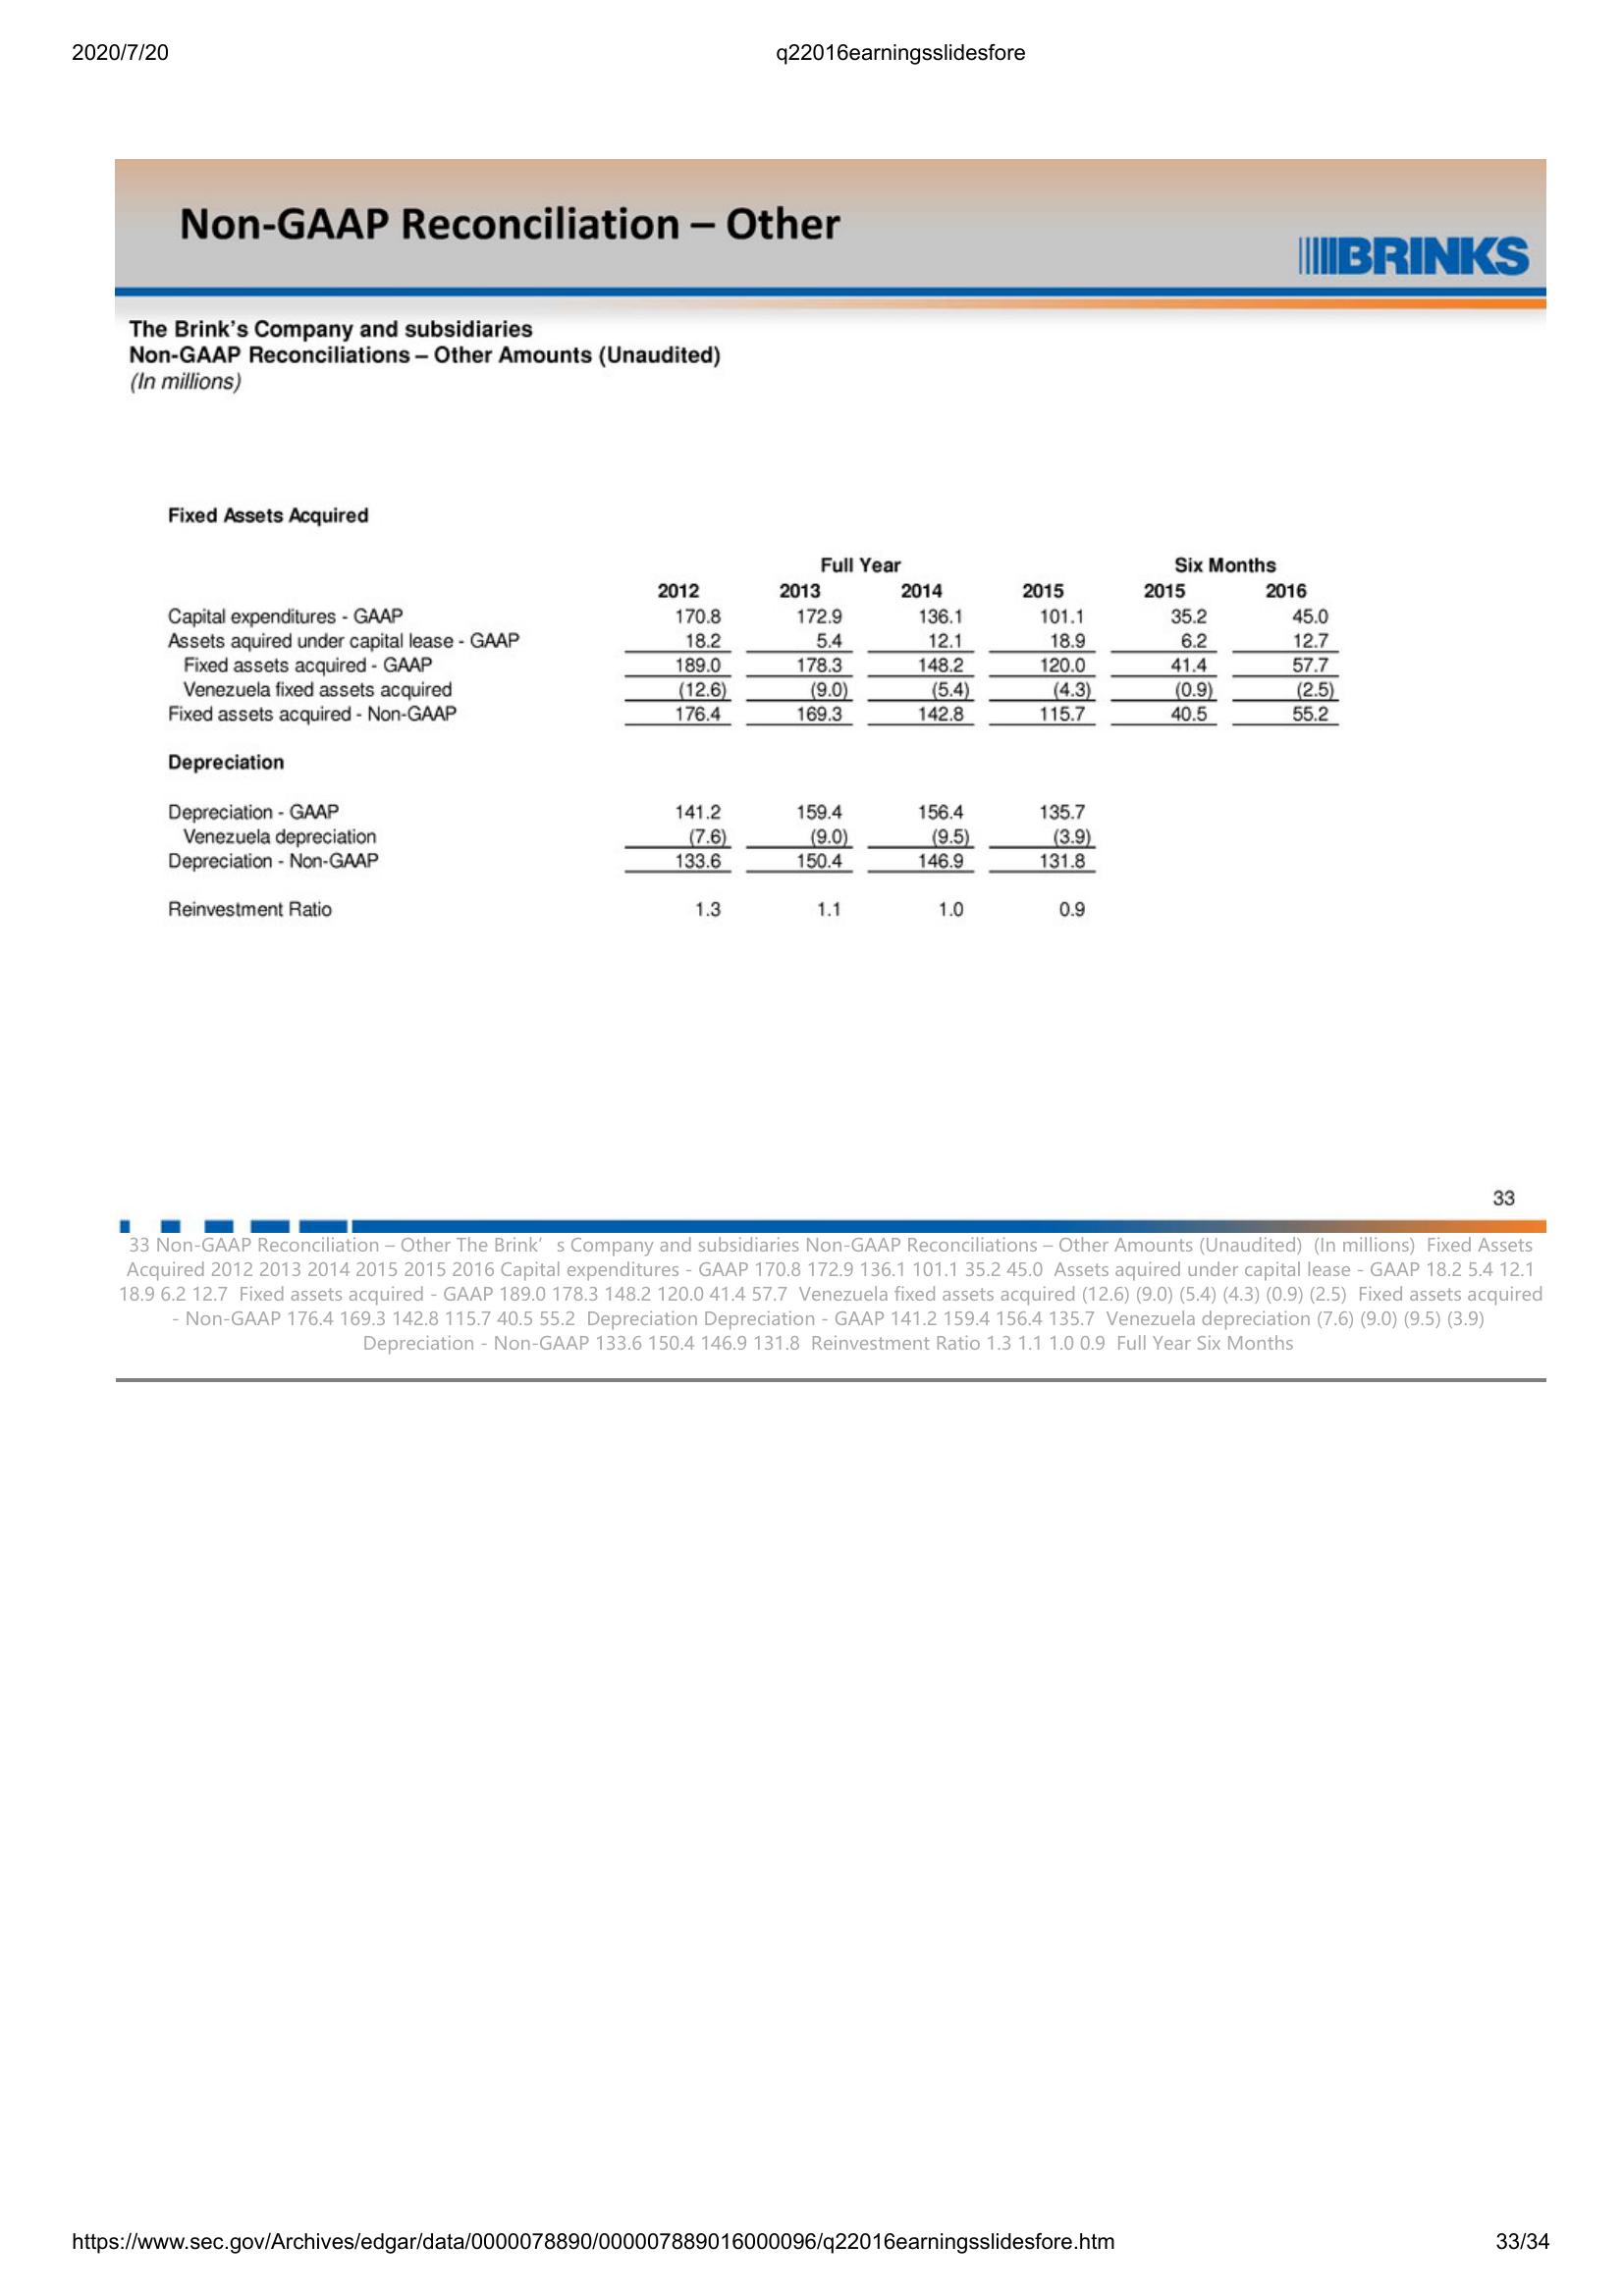 2020/7/20 q22016earningsslidesfore
Non-GAAP Reconciliation – Other
BRINKS
The Brink's Company and subsidiaries
Non-GAAP Reconciliations – Other Amounts (Unaudited)
(In millions)
Fixed Assets Acquired
Full Year Six Months
2012 2013 2014 2015 2015 2016
Capital expenditures - GAAP 170.8 172.9 136.1 101.1 35.2 45.0
Assets aquired under capital lease - GAAP 18.2 5.4 12.1 18.9 6.2 12.7
Fixed assets acquired - GAAP 189.0 178.3 148.2 120.0 41.4 57.7
Venezuela fixed assets acquired (12.6) (9.0) (5.4) (4.3) (0.9) (2.5)
Fixed assets acquired - Non-GAAP 176.4 169.3 142.8 115.7 40.5 55.2
Depreciation
Depreciation - GAAP 141.2 159.4 156.4 135.7
Venezuela depreciation (7.6) (9.0) (9.5) (3.9)
Depreciation - Non-GAAP 133.6 150.4 146.9 131.8
Reinvestment Ratio 1.3 1.1 1.0 0.9
33
33 Non-GAAP Reconciliation – Other The Brink’ s Company and subsidiaries Non-GAAP Reconciliations – Other Amounts (Unaudited) (In millions) Fixed Assets
Acquired 2012 2013 2014 2015 2015 2016 Capital expenditures - GAAP 170.8 172.9 136.1 101.1 35.2 45.0 Assets aquired under capital lease - GAAP 18.2 5.4 12.1
18.9 6.2 12.7 Fixed assets acquired - GAAP 189.0 178.3 148.2 120.0 41.4 57.7 Venezuela fixed assets acquired (12.6) (9.0) (5.4) (4.3) (0.9) (2.5) Fixed assets acquired
- Non-GAAP 176.4 169.3 142.8 115.7 40.5 55.2 Depreciation Depreciation - GAAP 141.2 159.4 156.4 135.7 Venezuela depreciation (7.6) (9.0) (9.5) (3.9)
Depreciation - Non-GAAP 133.6 150.4 146.9 131.8 Reinvestment Ratio 1.3 1.1 1.0 0.9 Full Year Six Months
https://www.sec.gov/Archives/edgar/data/0000078890/000007889016000096/q22016earningsslidesfore.htm 33/34